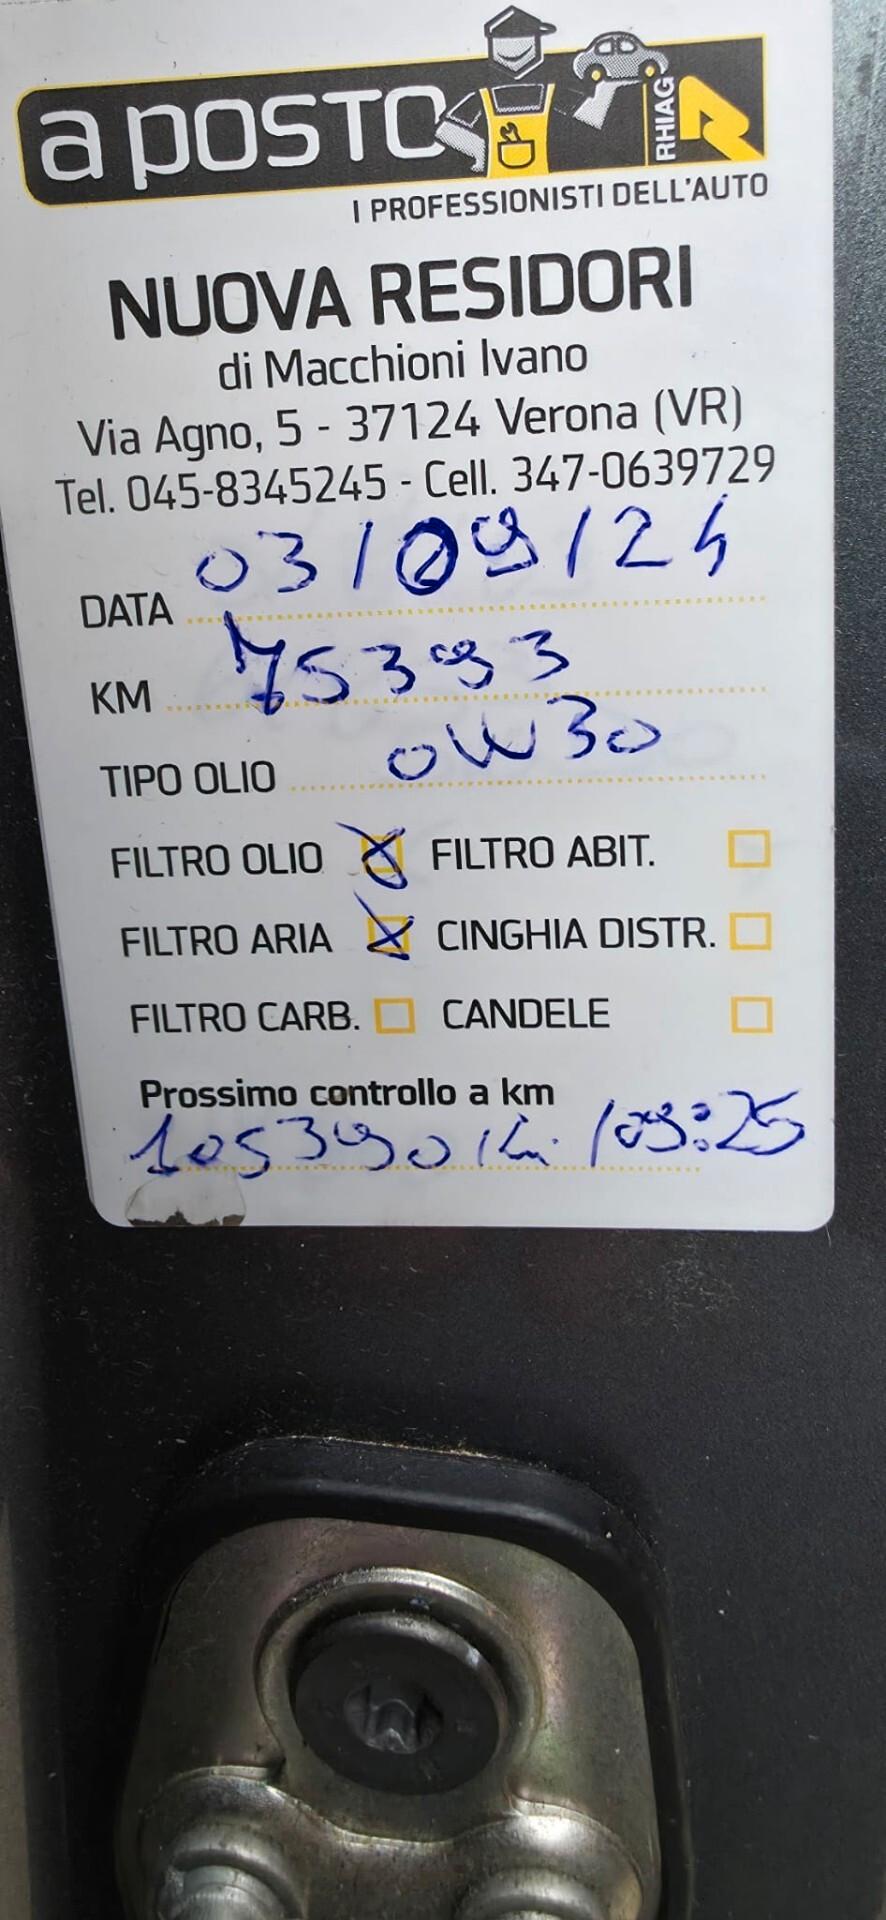 a posto RHIAG
I PROFESSIONISTI DELL'AUTO
NUOVA RESIDORI
di Macchioni Ivano
Via Agno, 5 - 37124 Verona (VR)
Tel. 045-8345245 - Cell. 347-0639729
DATA 03/09/24
KM 75393
TIPO OLIO 0W30
FILTRO OLIO FILTRO ABIT.
FILTRO ARIA CINGHIA DISTR.
FILTRO CARB. CANDELE
Prossimo controllo a km
105390 /09:25